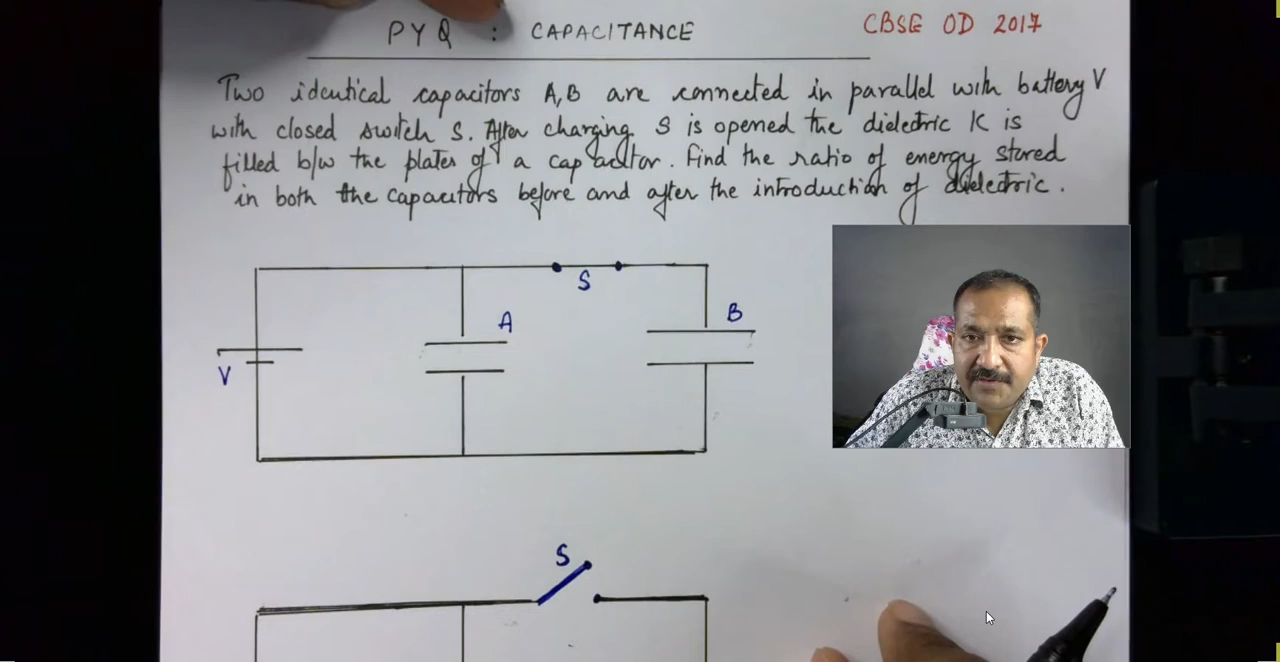 PYQ : CAPACITANCE
CBSE OD 2017
Two identical capacitors A, B are connected in parallel with battery V
with closed switch S. After charging S is opened the dielectric K is
filled b/w the plates of a capacitor. Find the ratio of energy stored
in both the capacitors before and after the introduction of dielectric.
S
A
B
V
S